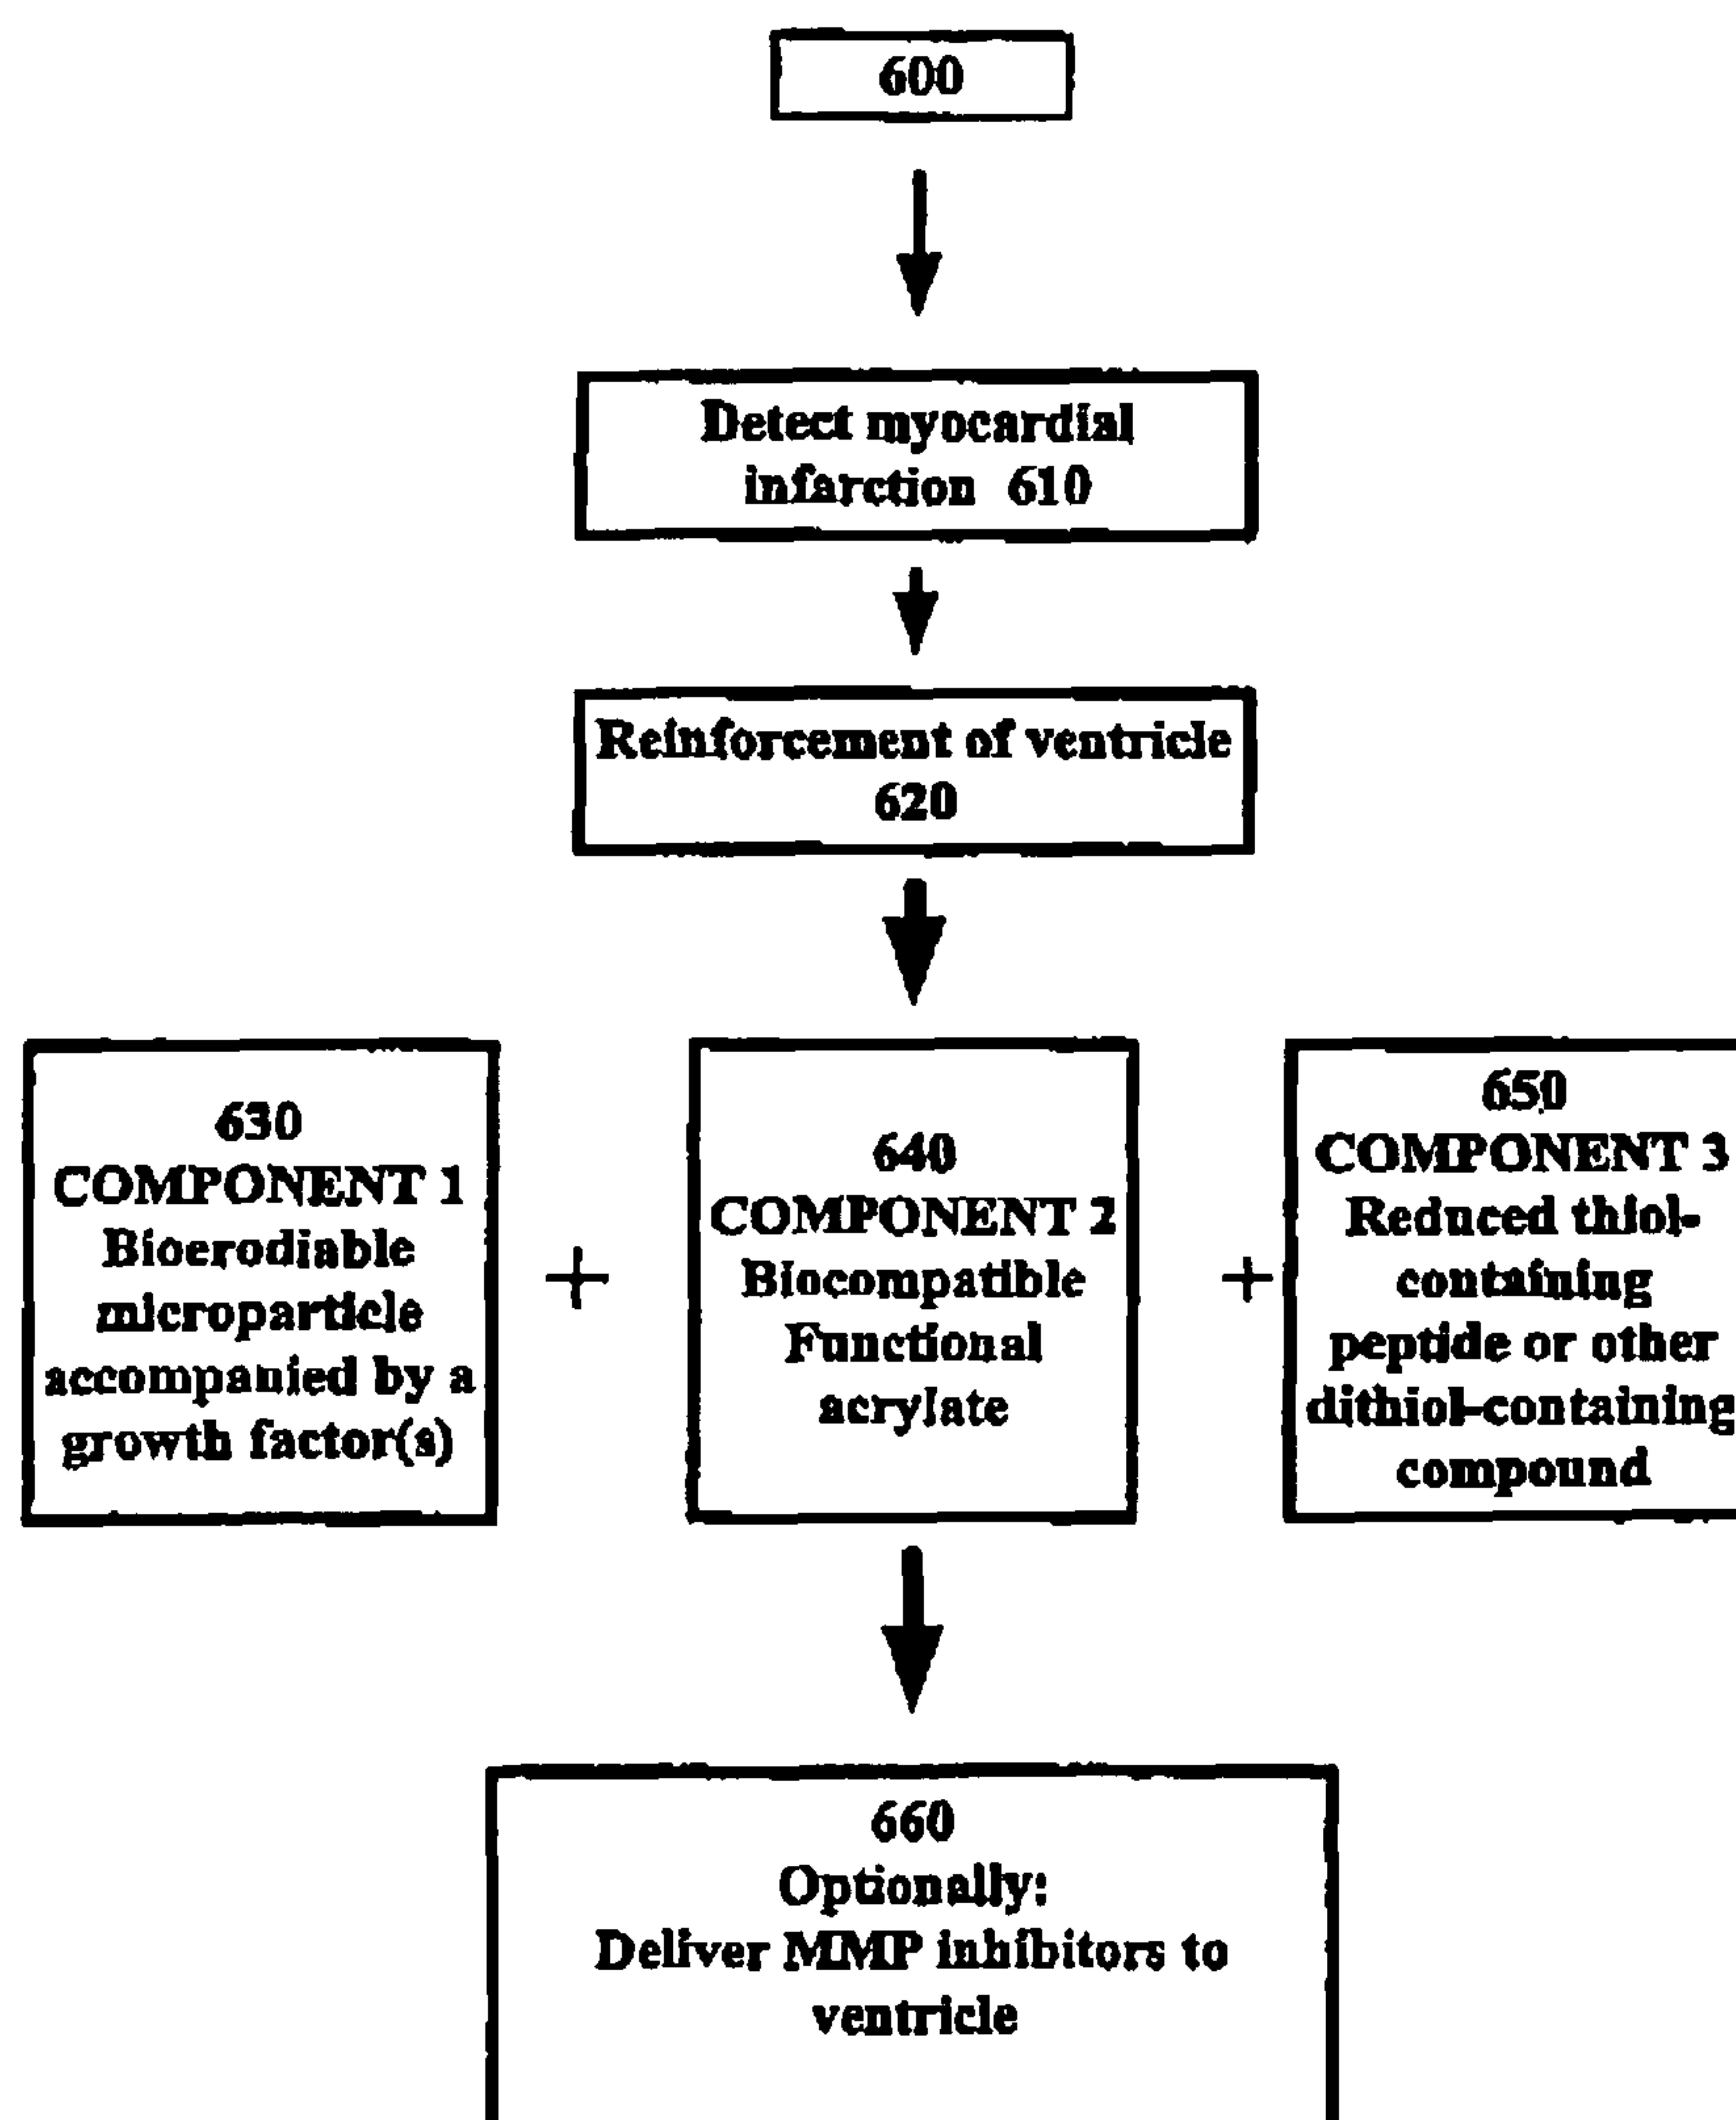 600
Detect myocardial
infarction 610
Reinforcement of ventricle
620
630
COMPONENT 1
Bioerodiable
microparticle
accompanied by a
growth factor(s)
640
COMPONENT 2
Biocompatible
Functional
acrylate
650
COMPONENT 3
Reduced thiol-
containing
peptide or other
dithiol-containing
compound
+
+
660
Optionally:
Deliver MMP inhibitors to
ventricle